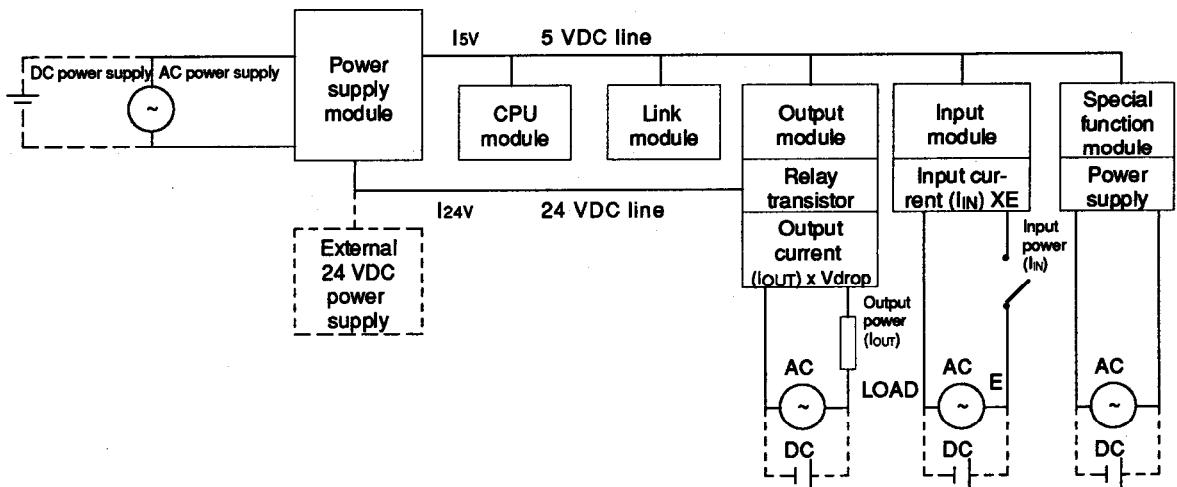 I5V 5 VDC line
DC power supply AC power supply
~
Power
supply
module
CPU
module
Link
module
Output
module
Relay
transistor
Output
current
(IOUT) x Vdrop
Input
module
Input cur-
rent (IIN) XE
Special
function
module
Power
supply
I24V 24 VDC line
External
24 VDC
power
supply
Input
power
(IIN)
Output
power
(IOUT)
AC
~
DC
LOAD
AC
~
E
DC
AC
~
DC